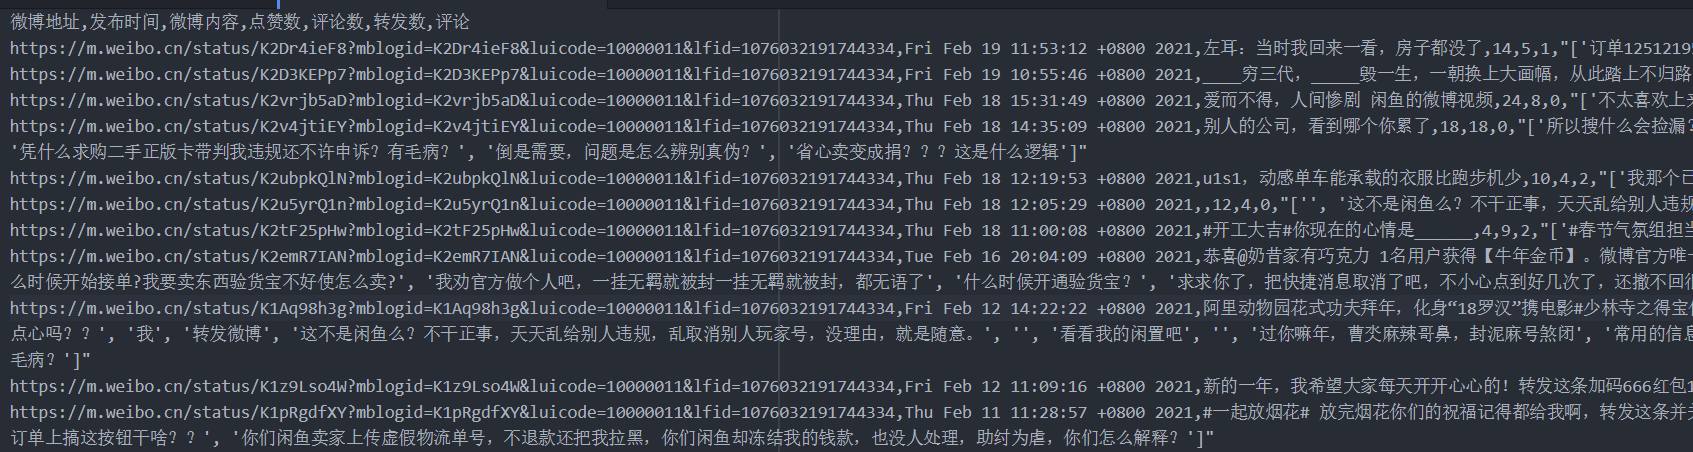 微博地址,发布时间,微博内容,点赞数,评论数,转发数,评论
https://m.weibo.cn/status/K2Dr4ieF8?mblogid=K2Dr4ieF8&luicode=10000011&lfid=1076032191744334,Fri Feb 19 11:53:12 +0800 2021,左耳：当时我回来一看，房子都没了,14,5,1,"['订单1251219
https://m.weibo.cn/status/K2D3KEPp7?mblogid=K2D3KEPp7&luicode=10000011&lfid=1076032191744334,Fri Feb 19 10:55:46 +0800 2021,____穷三代，_____毁一生，一朝换上大画幅，从此踏上不归路
https://m.weibo.cn/status/K2vrjb5aD?mblogid=K2vrjb5aD&luicode=10000011&lfid=1076032191744334,Thu Feb 18 15:31:49 +0800 2021,爱而不得，人间惨剧 闲鱼的微博视频,24,8,0,"['不太喜欢上来
https://m.weibo.cn/status/K2v4jtiEY?mblogid=K2v4jtiEY&luicode=10000011&lfid=1076032191744334,Thu Feb 18 14:35:09 +0800 2021,别人的公司，看到哪个你累了,18,18,0,"['所以搜什么会捡漏？
'凭什么求购二手正版卡带判我违规还不许申诉？有毛病？', '倒是需要，问题是怎么辨别真伪？', '省心卖变成捐？？？这是什么逻辑']"
https://m.weibo.cn/status/K2ubpkQlN?mblogid=K2ubpkQlN&luicode=10000011&lfid=1076032191744334,Thu Feb 18 12:19:53 +0800 2021,u1s1，动感单车能承载的衣服比跑步机少,10,4,2,"['我那个已
https://m.weibo.cn/status/K2u5yrQ1n?mblogid=K2u5yrQ1n&luicode=10000011&lfid=1076032191744334,Thu Feb 18 12:05:29 +0800 2021,,12,4,0,"['', '这不是闲鱼么？不干正事，天天乱给别人违规
https://m.weibo.cn/status/K2tF25pHw?mblogid=K2tF25pHw&luicode=10000011&lfid=1076032191744334,Thu Feb 18 11:00:08 +0800 2021,#开工大吉#你现在的心情是______,4,9,2,"['#春节气氛组担当
https://m.weibo.cn/status/K2emR7IAN?mblogid=K2emR7IAN&luicode=10000011&lfid=1076032191744334,Tue Feb 16 20:04:09 +0800 2021,恭喜@奶昔家有巧克力 1名用户获得【牛年金币】。微博官方唯一
么时候开始接单?我要卖东西验货宝不好使怎么卖?', '我劝官方做个人吧，一挂无羁就被封一挂无羁就被封，都无语了', '什么时候开通验货宝？', '求求你了，把快捷消息取消了吧，不小心点到好几次了，还撤不回很
https://m.weibo.cn/status/K1Aq98h3g?mblogid=K1Aq98h3g&luicode=10000011&lfid=1076032191744334,Fri Feb 12 14:22:22 +0800 2021,阿里动物园花式功夫拜年，化身“18罗汉”携电影#少林寺之得宝传
点心吗？？', '我', '转发微博', '这不是闲鱼么？不干正事，天天乱给别人违规，乱取消别人玩家号，没理由，就是随意。', '', '看看我的闲置吧', '', '过你嘛年，曹厹麻辣哥鼻，封泥麻号煞闭', '常用的信息
毛病？']"
https://m.weibo.cn/status/K1z9Lso4W?mblogid=K1z9Lso4W&luicode=10000011&lfid=1076032191744334,Fri Feb 12 11:09:16 +0800 2021,新的一年，我希望大家每天开开心心的！转发这条加码666红包1
https://m.weibo.cn/status/K1pRgdfXY?mblogid=K1pRgdfXY&luicode=10000011&lfid=1076032191744334,Thu Feb 11 11:28:57 +0800 2021,#一起放烟花# 放完烟花你们的祝福记得都给我啊，转发这条并关
订单上搞这按钮干啥？？', '你们闲鱼卖家上传虚假物流单号，不退款还把我拉黑，你们闲鱼却冻结我的钱款，也没人处理，助纣为虐，你们怎么解释？']"